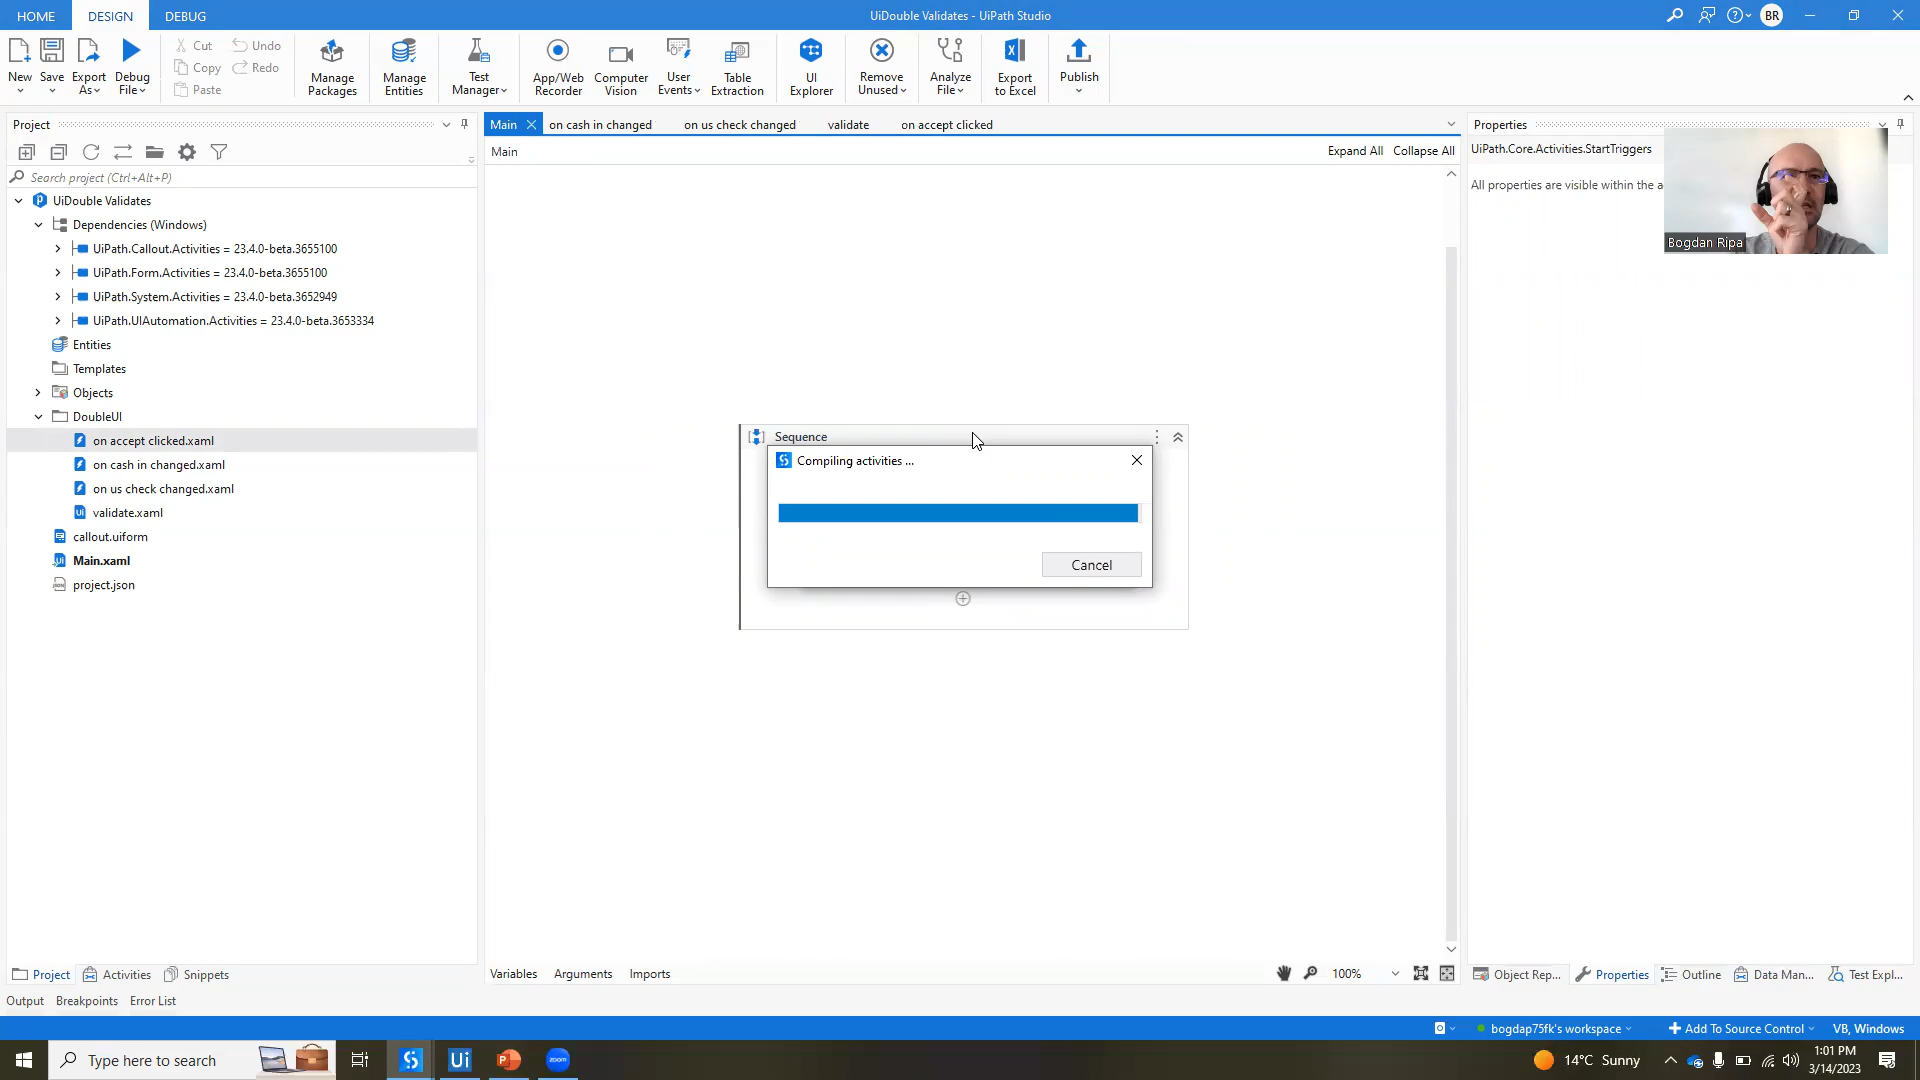 HOME
DESIGN
DEBUG
UiDouble Validates - UiPath Studio
BR
New
Save
Export
As
Debug
File
Cut
Copy
Paste
Undo
Redo
Manage
Packages
Manage
Entities
Test
Manager
App/Web
Recorder
Computer
Vision
User
Events
Table
Extraction
UI
Explorer
Remove
Unused
Analyze
File
Export
to Excel
Publish
Project
Search project (Ctrl+Alt+P)
UiDouble Validates
Dependencies (Windows)
UiPath.Callout.Activities = 23.4.0-beta.3655100
UiPath.Form.Activities = 23.4.0-beta.3655100
UiPath.System.Activities = 23.4.0-beta.3652949
UiPath.UIAutomation.Activities = 23.4.0-beta.3653334
Entities
Templates
Objects
DoubleUI
on accept clicked.xaml
on cash in changed.xaml
on us check changed.xaml
validate.xaml
callout.uiform
Main.xaml
project.json
Main
on cash in changed
on us check changed
validate
on accept clicked
Main
Expand All
Collapse All
Sequence
Compiling activities ...
Cancel
Properties
UiPath.Core.Activities.StartTriggers
All properties are visible within the a
Bogdan Ripa
Project
Activities
Snippets
Variables
Arguments
Imports
100%
Object Rep...
Properties
Outline
Data Man...
Test Expl...
Output
Breakpoints
Error List
bogdap75fk's workspace
Add To Source Control
VB, Windows
Type here to search
Ui
zoom
14°C Sunny
1:01 PM
3/14/2023